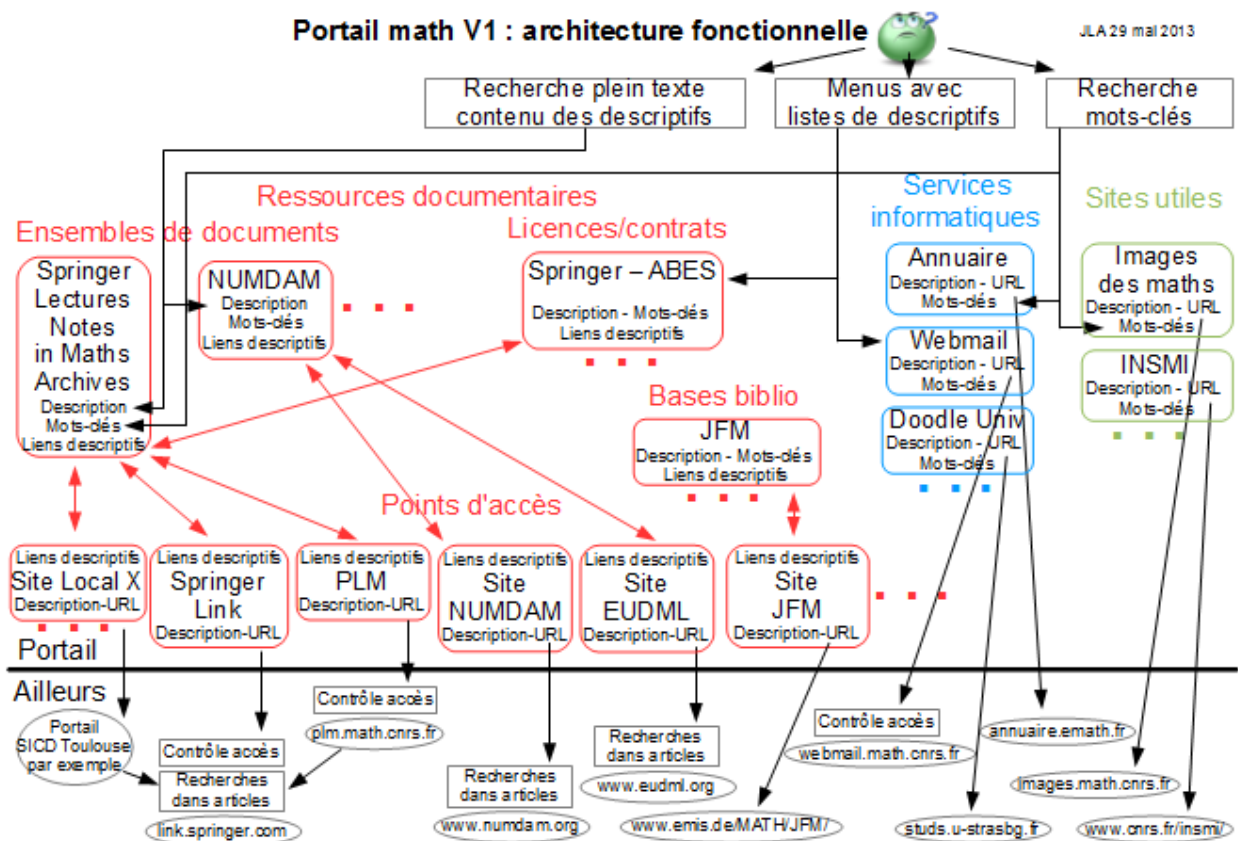 Portail math V1 : architecture fonctionnelle
JLA 29 mai 2013
Recherche plein texte
contenu des descriptifs
Menus avec
listes de descriptifs
Recherche
mots-clés
Ressources documentaires
Services
informatiques
Sites utiles
Ensembles de documents
Licences/contrats
Springer
Lectures
Notes
in Maths
Archives
Description
Mots-clés
Liens descriptifs
NUMDAM
Description
Mots-clés
Liens descriptifs
Springer – ABES
Description - Mots-clés
Liens descriptifs
Annuaire
Description - URL
Mots-clés
Webmail
Description - URL
Mots-clés
Doodle Univ
Description - URL
Mots-clés
Images
des maths
Description - URL
Mots-clés
INSMI
Description - URL
Mots-clés
Bases biblio
JFM
Description - Mots-clés
Liens descriptifs
Points d'accès
Liens descriptifs
Site Local X
Description-URL
Liens descriptifs
Springer
Link
Description-URL
Liens descriptifs
PLM
Description-URL
Liens descriptifs
Site
NUMDAM
Description-URL
Liens descriptifs
Site
EUDML
Description-URL
Liens descriptifs
Site
JFM
Description-URL
Portail
Ailleurs
Portail
SICD Toulouse
par exemple
Contrôle accès
Recherches
dans articles
link.springer.com
Contrôle accès
plm.math.cnrs.fr
Recherches
dans articles
www.numdam.org
Recherches
dans articles
www.eudml.org
www.emis.de/MATH/JFM/
Contrôle accès
webmail.math.cnrs.fr
annuaire.emath.fr
studs.u-strasbg.fr
images.math.cnrs.fr
www.cnrs.fr/insmi/